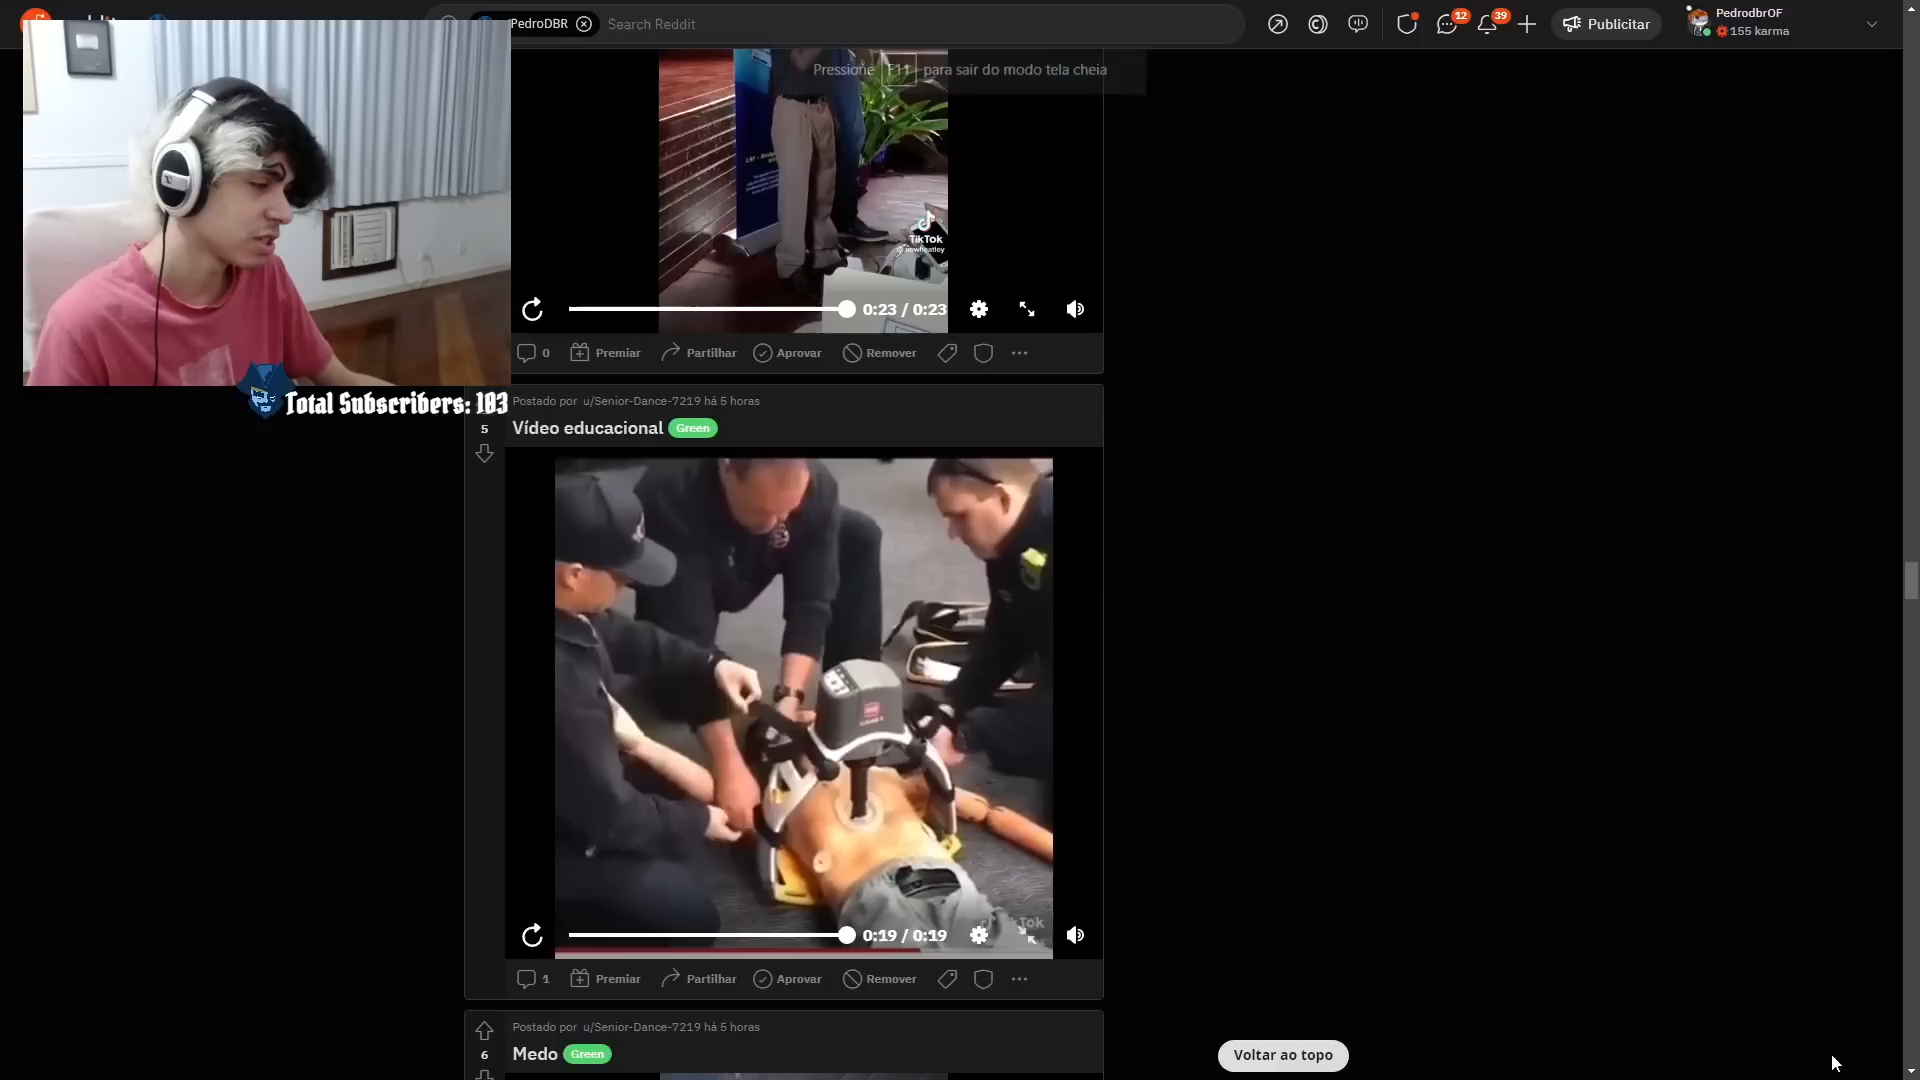 PedroDBR
Search Reddit
12
39
Publicitar
PedrodbrOF
155 karma
Pressione F11 para sair do modo tela cheia
TikTok
0:23 / 0:23
0
Premiar
Partilhar
Aprovar
Remover
Total Subscribers: 103
Postado por u/Senior-Dance-7219 há 5 horas
5
Vídeo educacional
Green
0:19 / 0:19
1
Premiar
Partilhar
Aprovar
Remover
Postado por u/Senior-Dance-7219 há 5 horas
6
Medo
Green
Voltar ao topo